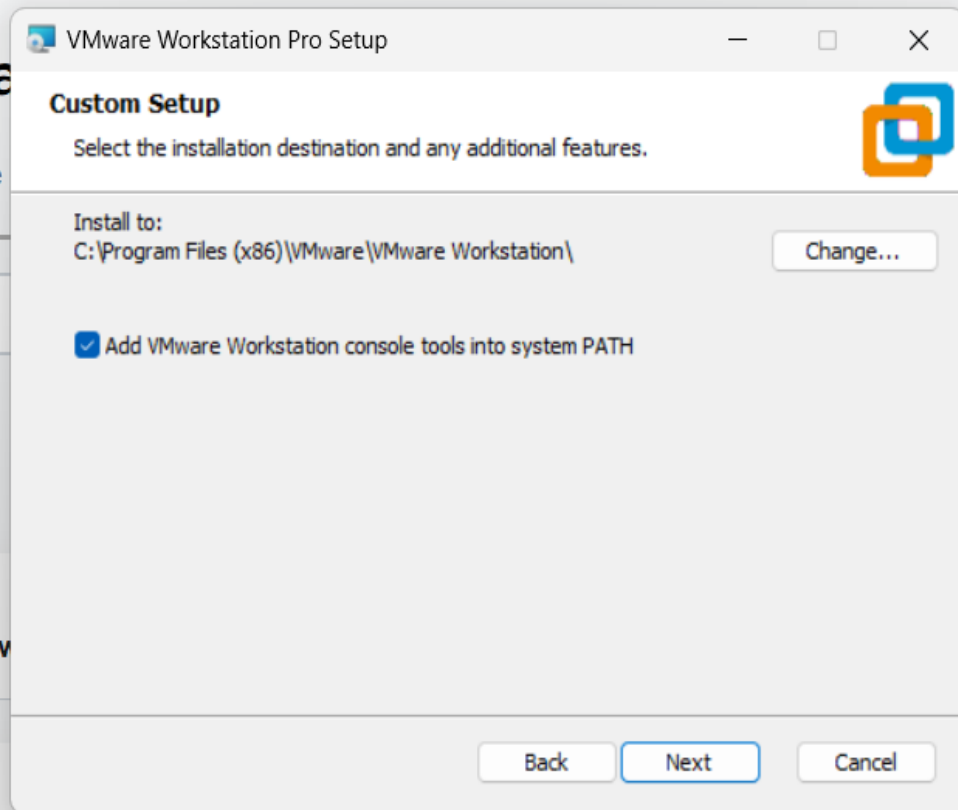 VMware Workstation Pro Setup
Custom Setup
Select the installation destination and any additional features.
Install to:
C:\Program Files (x86)\VMware\VMware Workstation\
Change...
Add VMware Workstation console tools into system PATH
Back
Next
Cancel